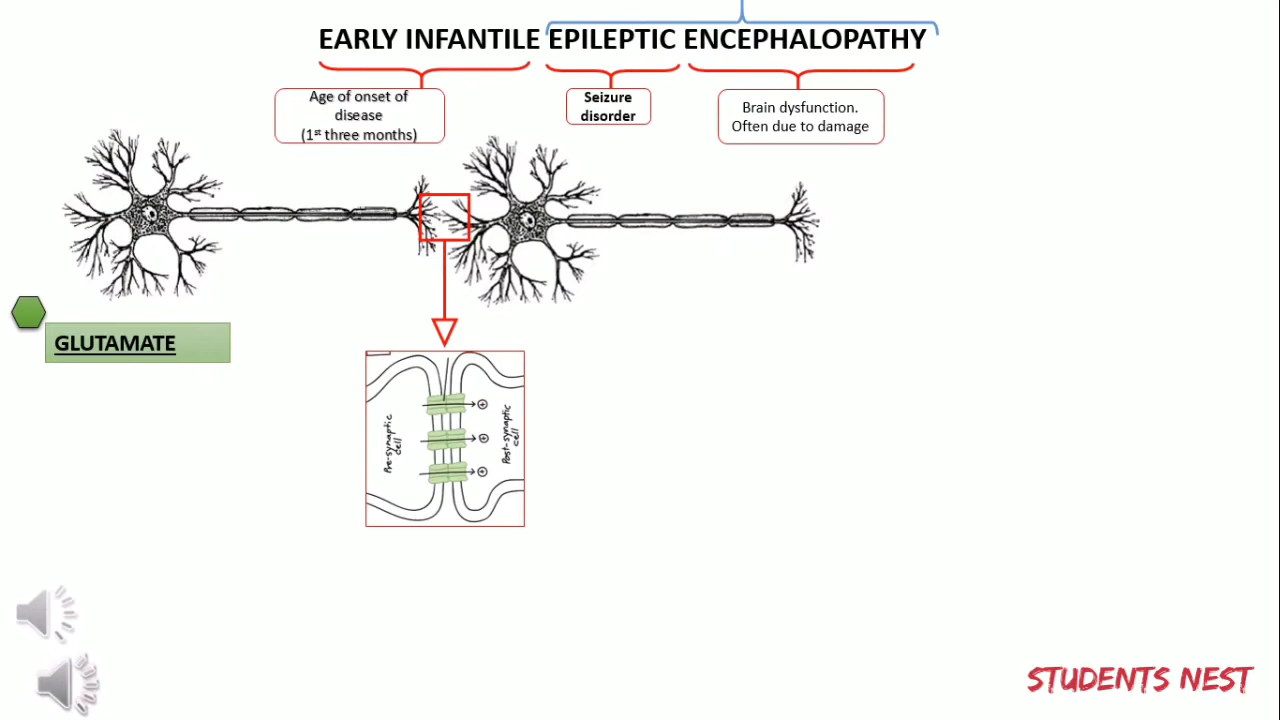 EARLY INFANTILE EPILEPTIC ENCEPHALOPATHY
Age of onset of
disease
(1st three months)
Seizure
disorder
Brain dysfunction.
Often due to damage
GLUTAMATE
Pre-synaptic
cell
Post-synaptic
cell
STUDENTS NEST